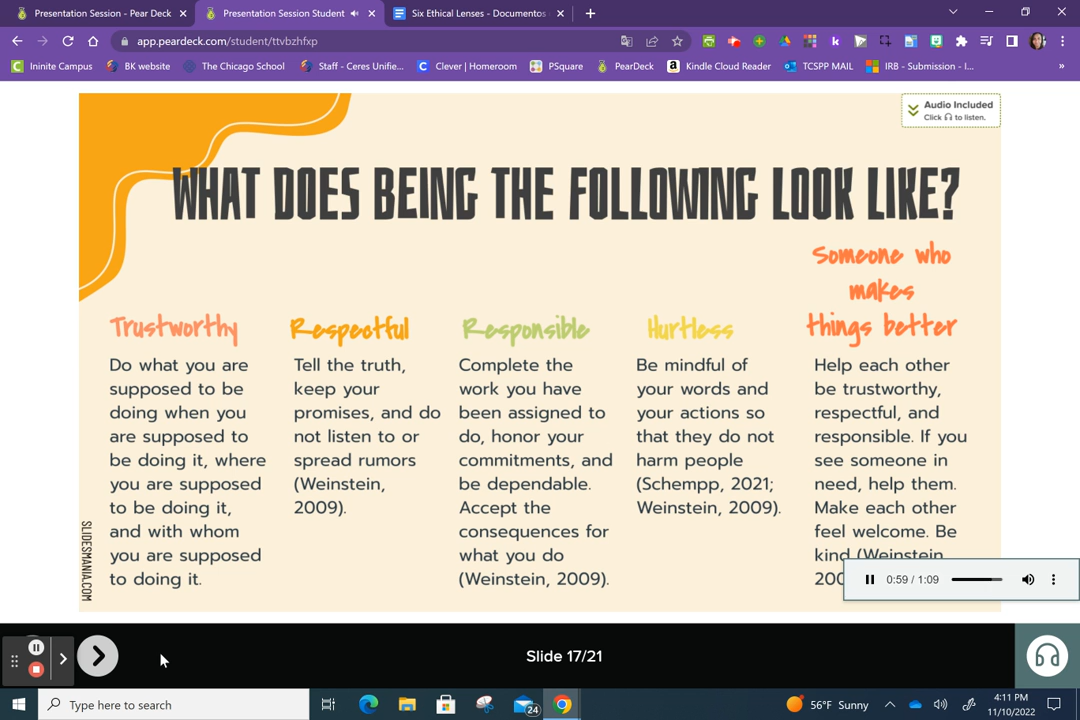 Presentation Session - Pear Deck
Presentation Session Student
Six Ethical Lenses - Documentos
app.peardeck.com/student/ttvbzhfxp
Ininite Campus
BK website
The Chicago School
Staff - Ceres Unifie...
Clever | Homeroom
PSquare
PearDeck
Kindle Cloud Reader
TCSPP MAIL
IRB - Submission - I...
Audio Included
Click to listen.
WHAT DOES BEING THE FOLLOWING LOOK LIKE?
Trustworthy
Do what you are
supposed to be
doing when you
are supposed to
be doing it, where
you are supposed
to be doing it,
and with whom
you are supposed
to doing it.
Respectful
Tell the truth,
keep your
promises, and do
not listen to or
spread rumors
(Weinstein,
2009).
Responsible
Complete the
work you have
been assigned to
do, honor your
commitments, and
be dependable.
Accept the
consequences for
what you do
(Weinstein, 2009).
Hurtless
Be mindful of
your words and
your actions so
that they do not
harm people
(Schempp, 2021;
Weinstein, 2009).
Someone who
makes
things better
Help each other
be trustworthy,
respectful, and
responsible. If you
see someone in
need, help them.
Make each other
feel welcome. Be
kind (Weinstein
SLIDESMANIA.COM
0:59 / 1:09
Slide 17/21
Type here to search
24
56°F Sunny
4:11 PM
11/10/2022